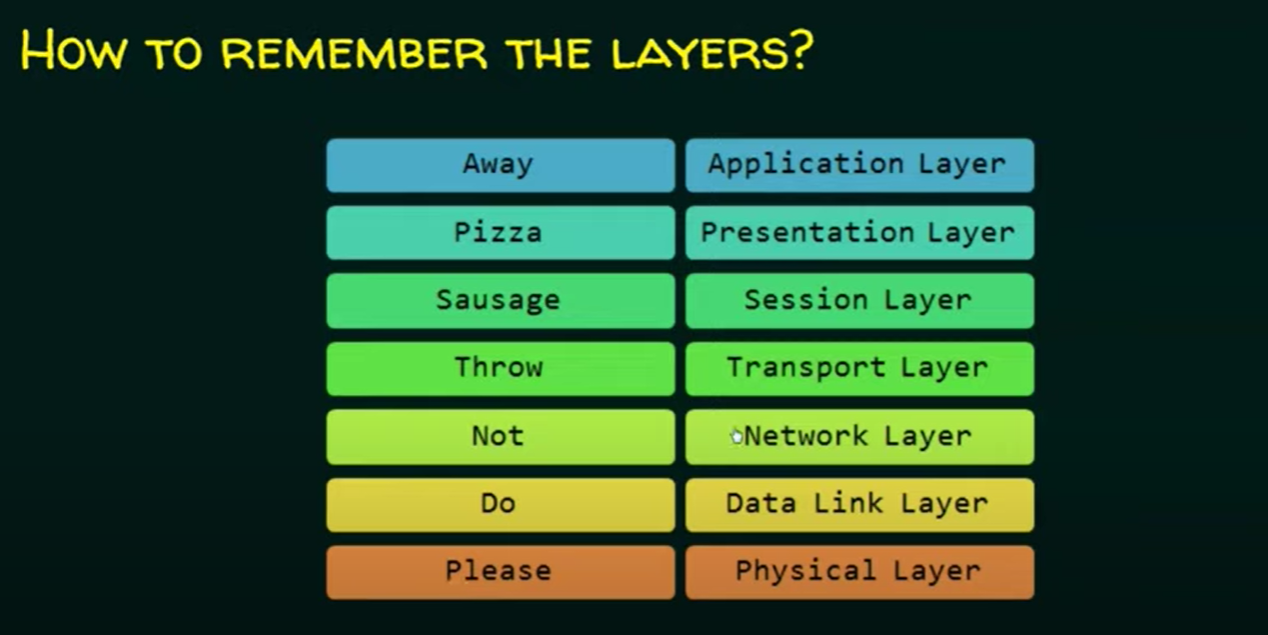 How to remember the layers?
Away Application Layer
Pizza Presentation Layer
Sausage Session Layer
Throw Transport Layer
Not Network Layer
Do Data Link Layer
Please Physical Layer